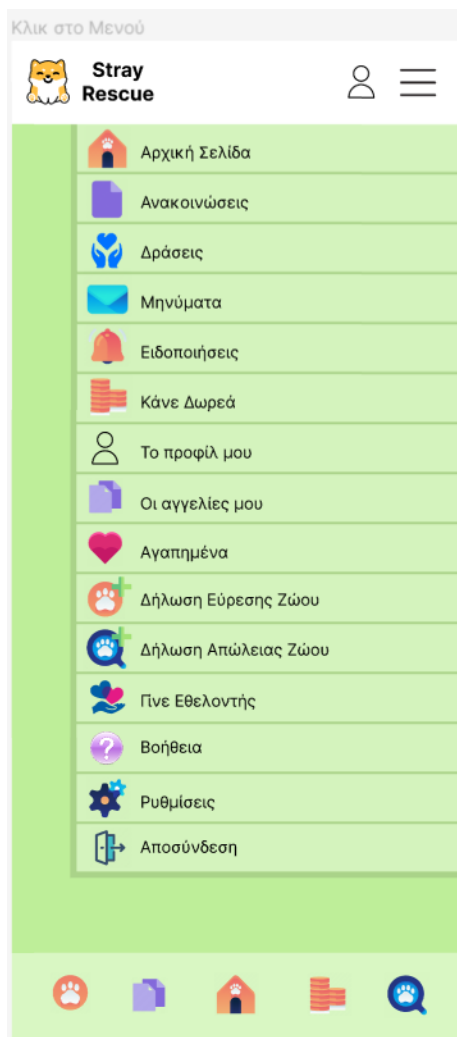 Κλικ στο Μενού
Stray
Rescue
Αρχική Σελίδα
Ανακοινώσεις
Δράσεις
Μηνύματα
Ειδοποιήσεις
Κάνε Δωρεά
Το προφίλ μου
Οι αγγελίες μου
Αγαπημένα
Δήλωση Εύρεσης Ζώου
Δήλωση Απώλειας Ζώου
Γίνε Εθελοντής
Βοήθεια
Ρυθμίσεις
Αποσύνδεση